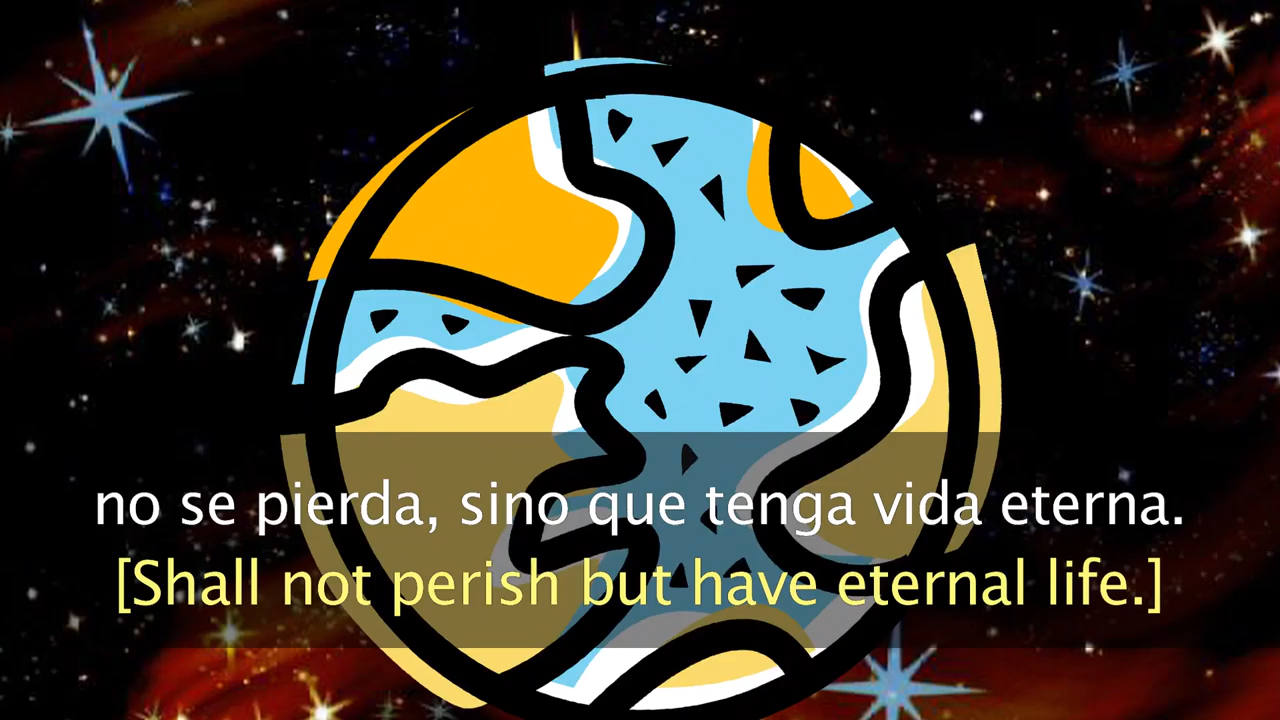 no se pierda, sino que tenga vida eterna.
[Shall not perish but have eternal life.]